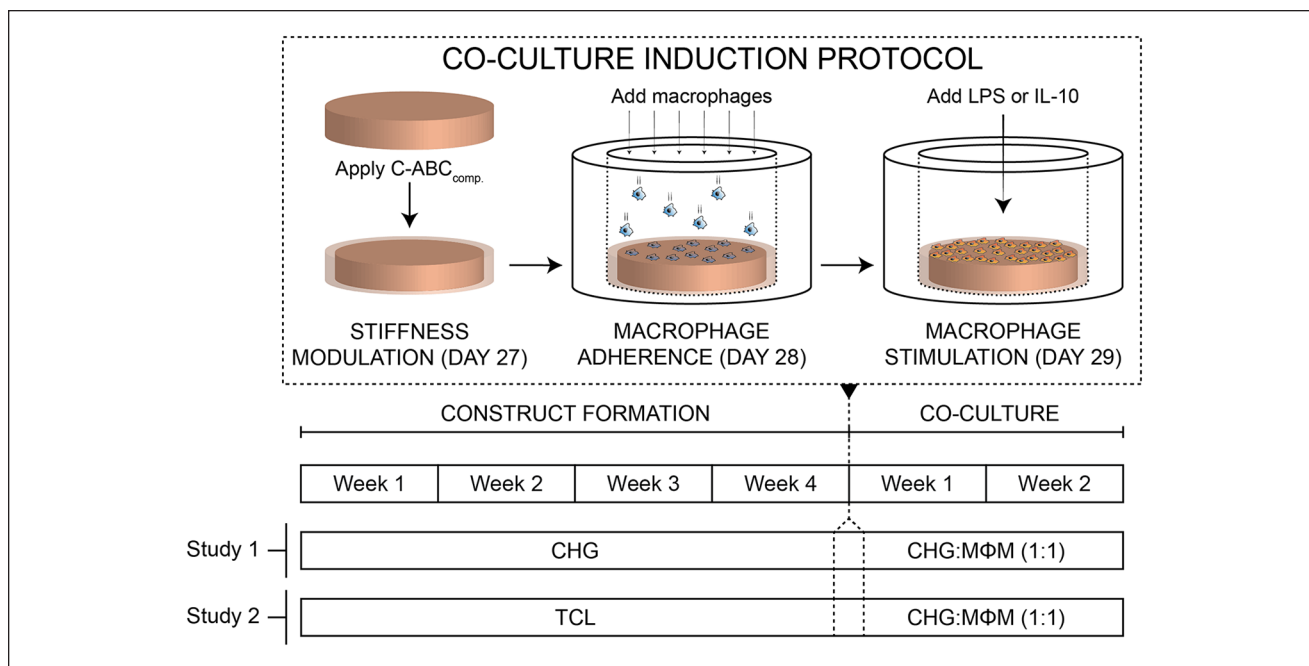 CO-CULTURE INDUCTION PROTOCOL
Add macrophages
Add LPS or IL-10
Apply C-ABCcomp.
STIFFNESS
MODULATION (DAY 27)
MACROPHAGE
ADHERENCE (DAY 28)
MACROPHAGE
STIMULATION (DAY 29)
CONSTRUCT FORMATION
CO-CULTURE
Week 1
Week 2
Week 3
Week 4
Week 1
Week 2
Study 1
CHG
CHG:MΦM (1:1)
Study 2
TCL
CHG:MΦM (1:1)